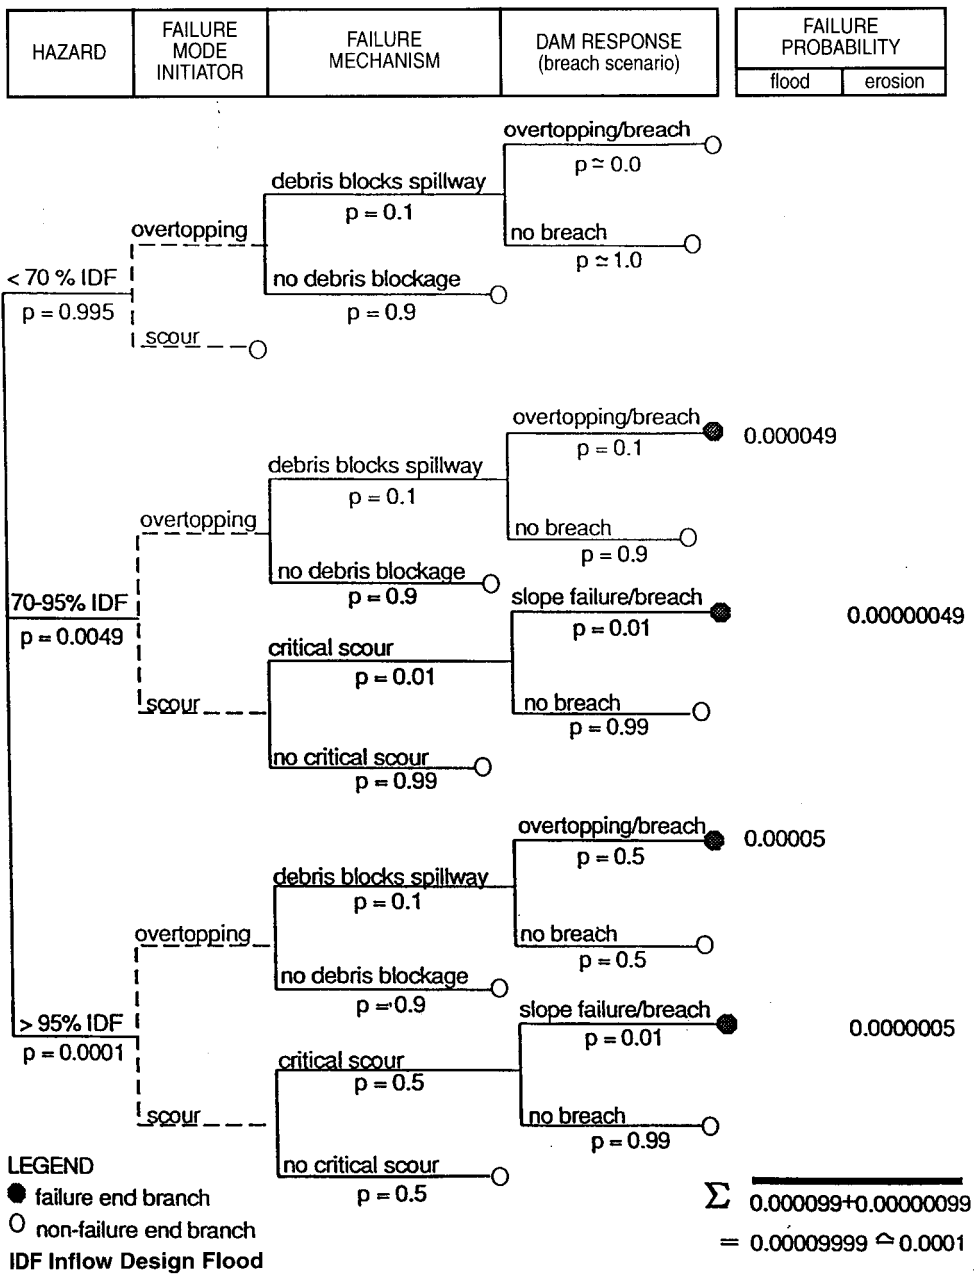 HAZARD
FAILURE
MODE
INITIATOR
FAILURE
MECHANISM
DAM RESPONSE
(breach scenario)
FAILURE
PROBABILITY
flood
erosion
overtopping/breach
p ≃ 0.0
debris blocks spillway
p = 0.1
overtopping
no breach
p ≃ 1.0
no debris blockage
p = 0.9
< 70 % IDF
p = 0.995
scour
overtopping/breach
p = 0.1
0.000049
debris blocks spillway
p = 0.1
overtopping
no breach
p = 0.9
no debris blockage
p = 0.9
70-95% IDF
p = 0.0049
slope failure/breach
p = 0.01
0.00000049
critical scour
p = 0.01
scour
no breach
p = 0.99
no critical scour
p = 0.99
overtopping/breach
p = 0.5
0.00005
debris blocks spillway
p = 0.1
overtopping
no breach
p = 0.5
no debris blockage
p = 0.9
> 95% IDF
p = 0.0001
slope failure/breach
p = 0.01
0.0000005
critical scour
p = 0.5
scour
no breach
p = 0.99
no critical scour
p = 0.5
LEGEND
failure end branch
non-failure end branch
IDF Inflow Design Flood
Σ 0.000099+0.00000099
= 0.00009999 ≃ 0.0001